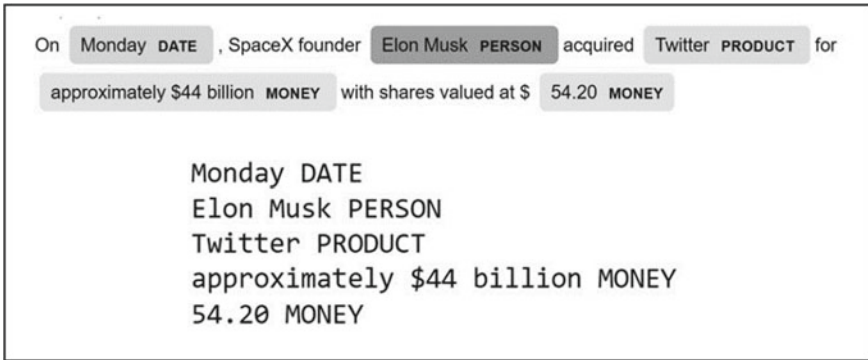 On Monday DATE , SpaceX founder Elon Musk PERSON acquired Twitter PRODUCT for
approximately $44 billion MONEY with shares valued at $ 54.20 MONEY
Monday DATE
Elon Musk PERSON
Twitter PRODUCT
approximately $44 billion MONEY
54.20 MONEY